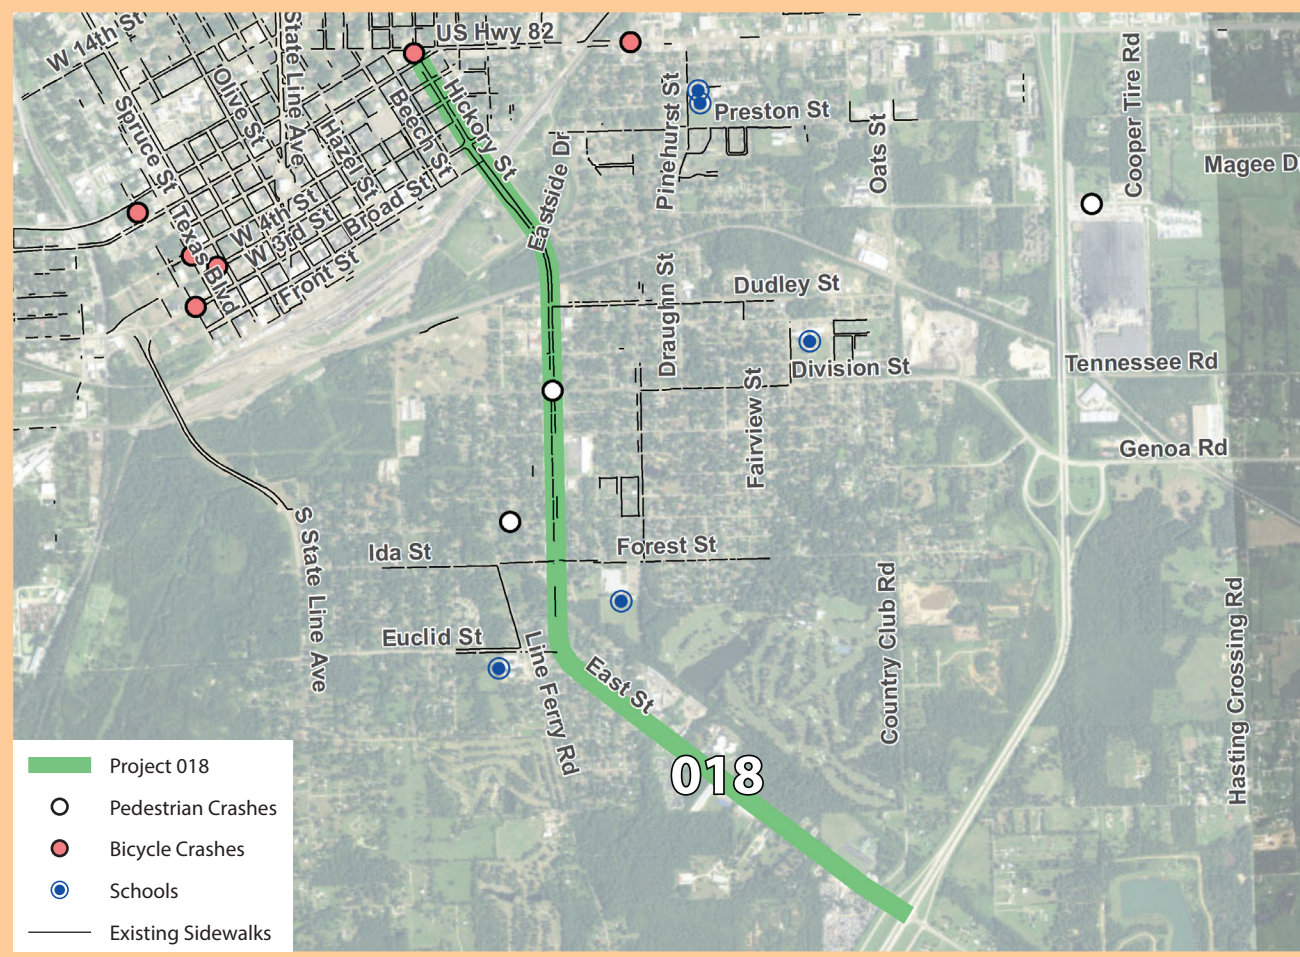 US Hwy 82
W 14th St
State Line Ave
Cooper Tire Rd
Olive St
Hickory St
Pinehurst St
Preston St
Spruce St
Beech St
Hazel St
Oats St
Eastside Dr
Magee D
Broad St
W 4th St
W 3rd St
Texas Blvd
Front St
Draughn St
Dudley St
Tennessee Rd
Division St
Fairview St
Genoa Rd
S State Line Ave
Ida St
Forest St
Country Club Rd
Hasting Crossing Rd
Euclid St
Line Ferry Rd
East St
018
Project 018
Pedestrian Crashes
Bicycle Crashes
Schools
Existing Sidewalks